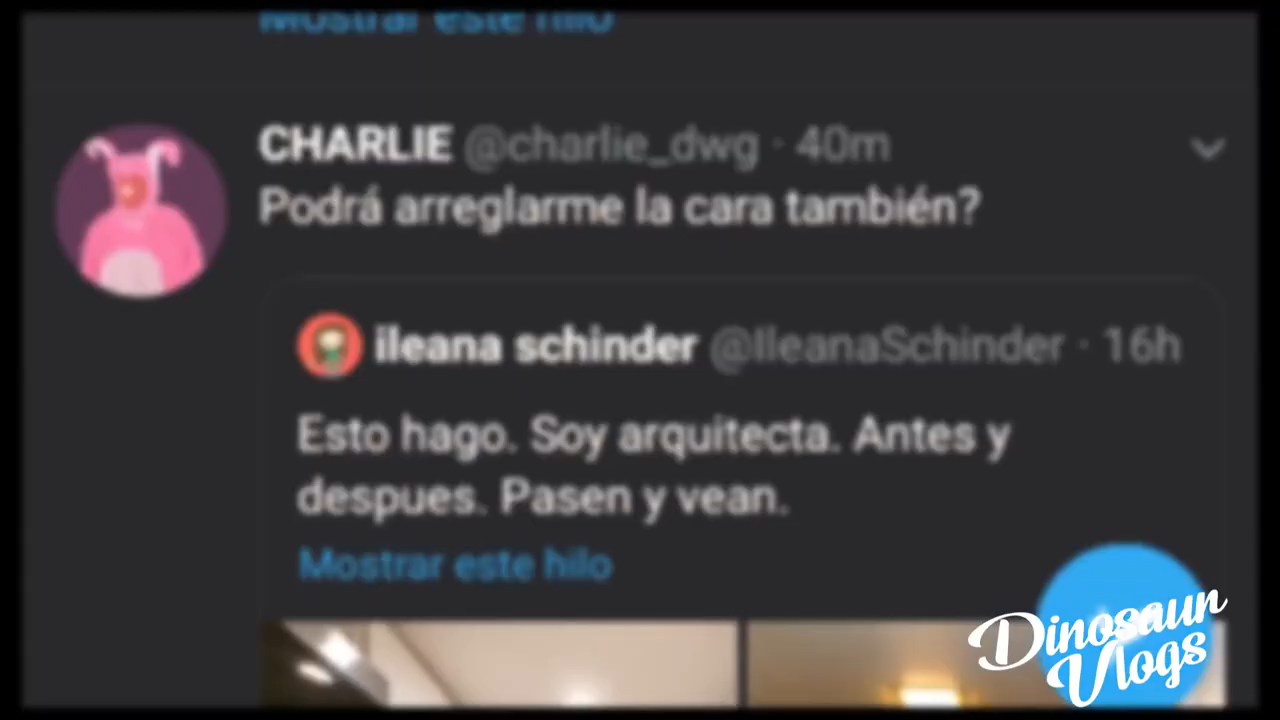 Mostrar este hilo
CHARLIE @charlie_dwg · 40m
Podrá arreglarme la cara también?
ileana schinder @IleanaSchinder · 16h
Esto hago. Soy arquitecta. Antes y
despues. Pasen y vean.
Mostrar este hilo
Dinosaun
Vlogs